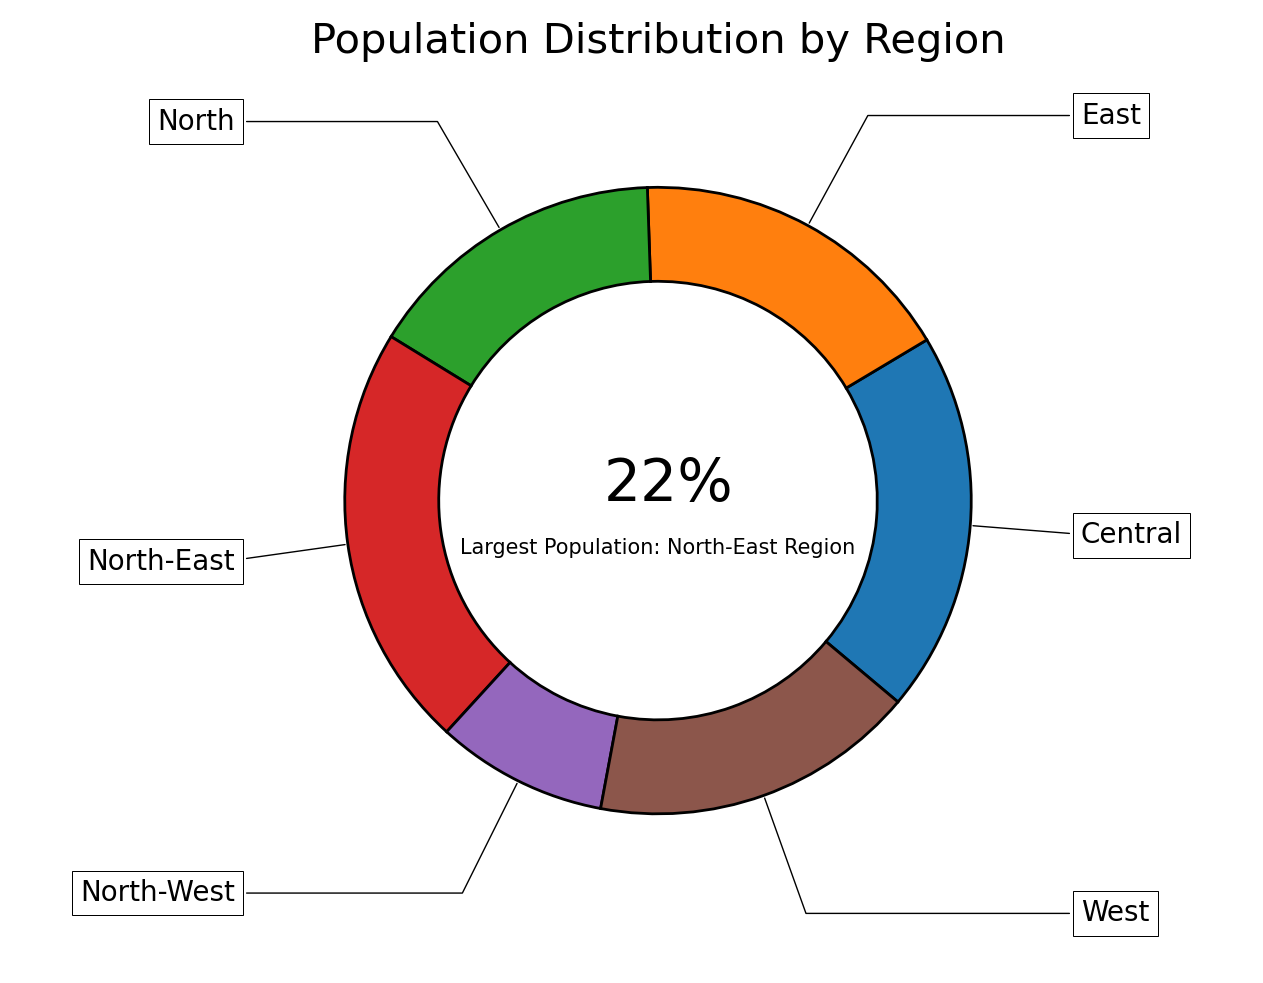 Population Distribution by Region
North
East
22%
Largest Population: North-East Region
Central
North-East
North-West
West